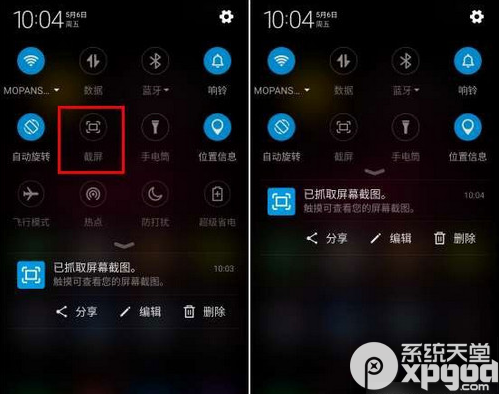 10:04 5月6日
周五
MOPANS... 数据 蓝牙 响铃
自动旋转 截屏 手电筒 位置信息
飞行模式 热点 防打扰 超级省电
已抓取屏幕截图。 10:03
触摸可查看您的屏幕截图。
分享 编辑 删除
10:04 5月6日
周五
MOPANS... 数据 蓝牙 响铃
自动旋转 截屏 手电筒 位置信息
已抓取屏幕截图。 10:04
触摸可查看您的屏幕截图。
分享 编辑 删除
系统天堂
xpgod
.com